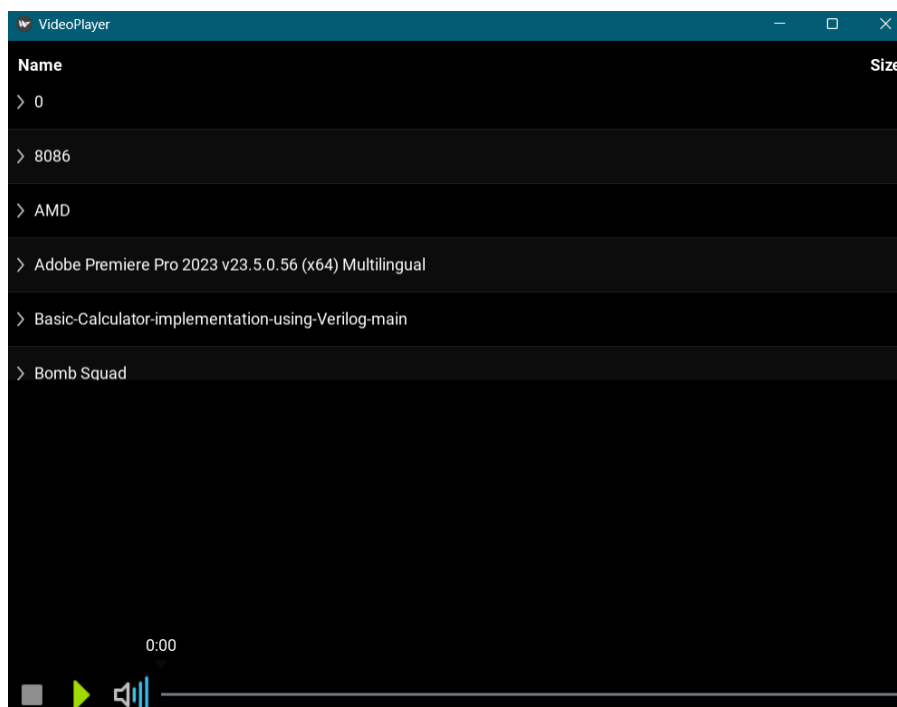 VideoPlayer
Name Size
0
8086
AMD
Adobe Premiere Pro 2023 v23.5.0.56 (x64) Multilingual
Basic-Calculator-implementation-using-Verilog-main
Bomb Squad
0:00